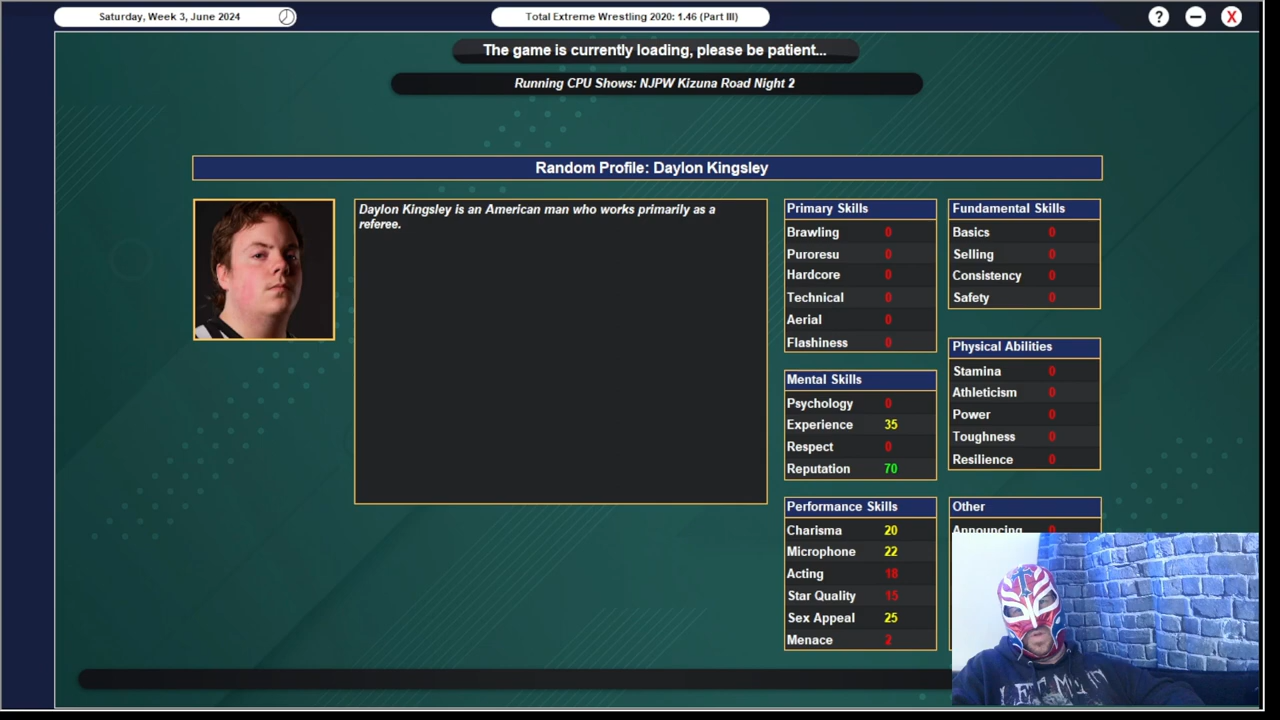 Saturday, Week 3, June 2024
Total Extreme Wrestling 2020: 1.46 (Part III)
?
X
The game is currently loading, please be patient...
Running CPU Shows: NJPW Kizuna Road Night 2
Random Profile: Daylon Kingsley
Daylon Kingsley is an American man who works primarily as a
referee.
Primary Skills
Brawling 0
Puroresu 0
Hardcore 0
Technical 0
Aerial 0
Flashiness 0
Mental Skills
Psychology 0
Experience 35
Respect 0
Reputation 70
Performance Skills
Charisma 20
Microphone 22
Acting 18
Star Quality 15
Sex Appeal 25
Menace 2
Fundamental Skills
Basics 0
Selling 0
Consistency 0
Safety 0
Physical Abilities
Stamina 0
Athleticism 0
Power 0
Toughness 0
Resilience 0
Other
Announcing 0